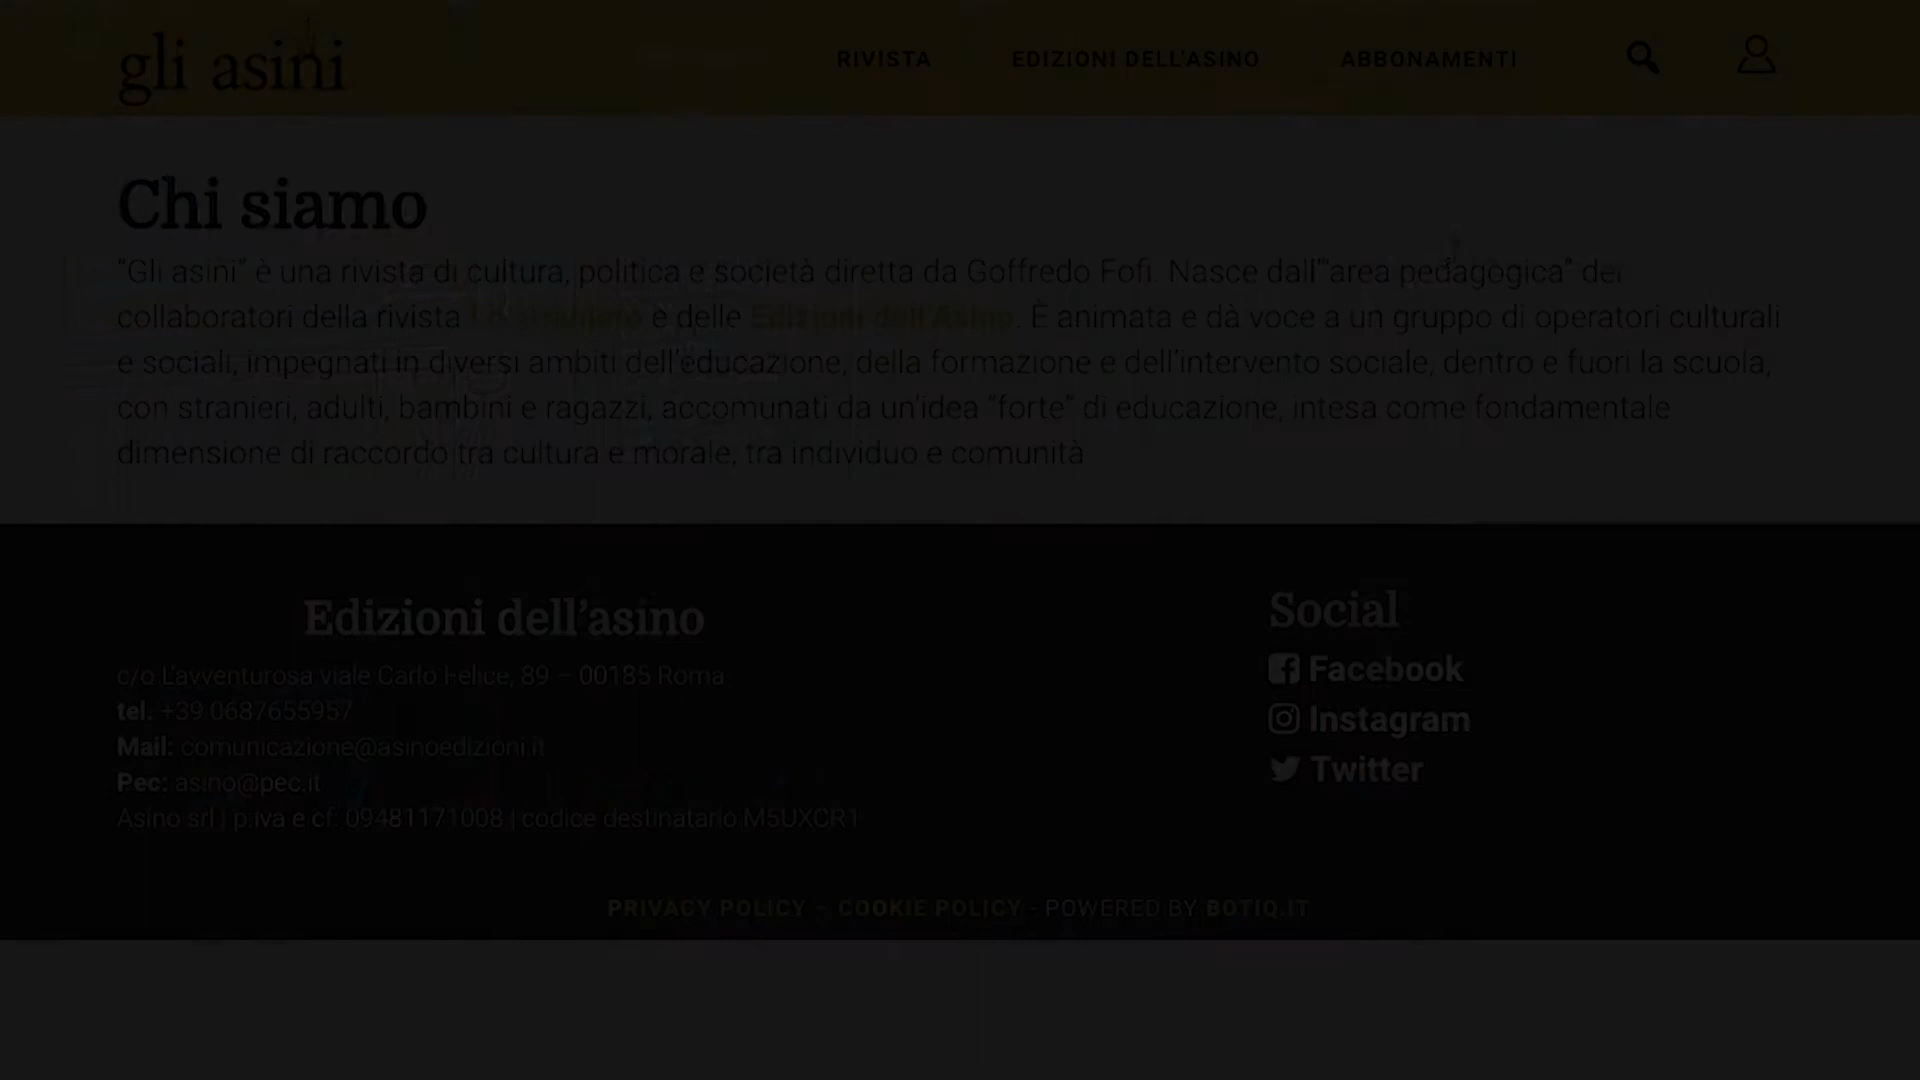 gli asini
RIVISTA
EDIZIONI DELL'ASINO
ABBONAMENTI
Chi siamo
“Gli asini” è una rivista di cultura, politica e società diretta da Goffredo Fofi. Nasce dall'“area pedagogica” dei
collaboratori della rivista Lo straniero è delle Edizioni dell'Asino. È animata e dà voce a un gruppo di operatori culturali
e sociali, impegnati in diversi ambiti dell'educazione, della formazione e dell'intervento sociale, dentro e fuori la scuola,
con stranieri, adulti, bambini e ragazzi, accomunati da un'idea “forte” di educazione, intesa come fondamentale
dimensione di raccordo tra cultura e morale, tra individuo e comunità
Edizioni dell’asino
c/o L'avventurosa viale Carlo Felice, 89 – 00185 Roma
tel. +39 0687655957
Mail: comunicazione@asinoedizioni.it
Pec: asino@pec.it
Asino srl | p.iva e cf: 09481171008 | codice destinatario M5UXCR1
Social
Facebook
Instagram
Twitter
PRIVACY POLICY – COOKIE POLICY - POWERED BY BOTIQ.IT